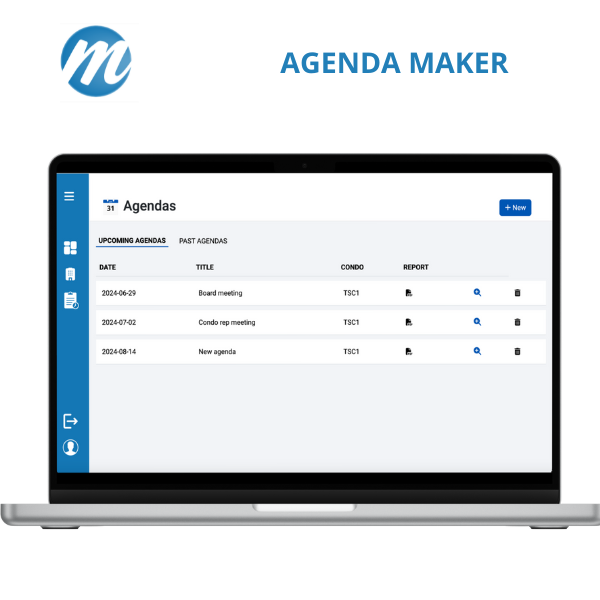 m
AGENDA MAKER
31 Agendas
+ New
UPCOMING AGENDAS PAST AGENDAS
DATE TITLE CONDO REPORT
2024-06-29 Board meeting TSC1
2024-07-02 Condo rep meeting TSC1
2024-08-14 New agenda TSC1